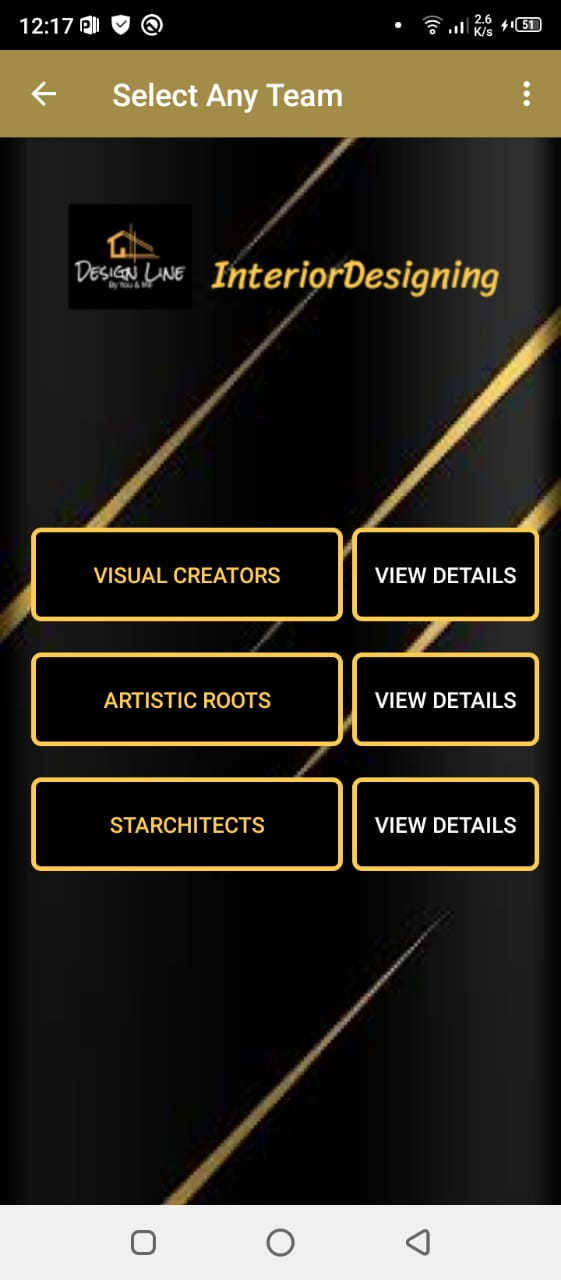 12:17
2.6
K/s
51
Select Any Team
DESIGN LINE
By You & Me
InteriorDesigning
VISUAL CREATORS
VIEW DETAILS
ARTISTIC ROOTS
VIEW DETAILS
STARCHITECTS
VIEW DETAILS